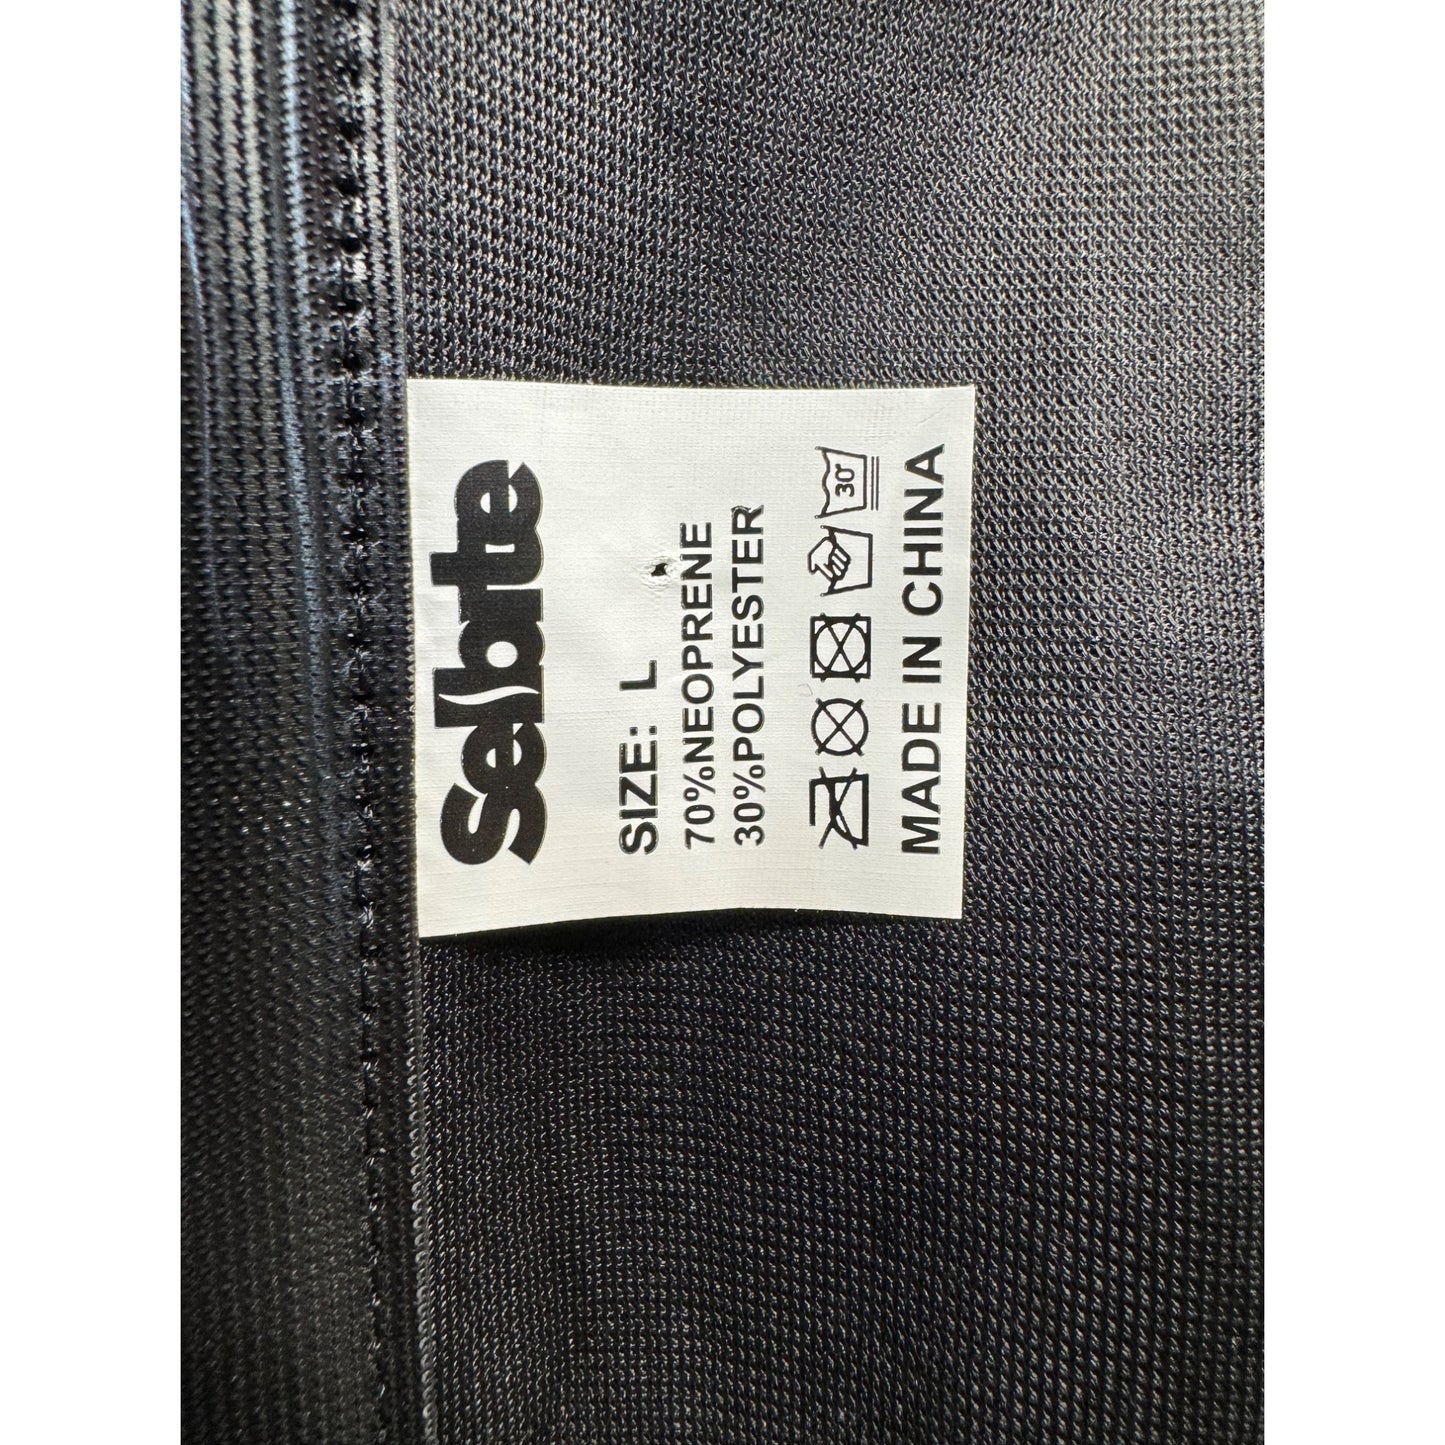 Selbite
SIZE: L
70%NEOPRENE
30%POLYESTER
30°
MADE IN CHINA